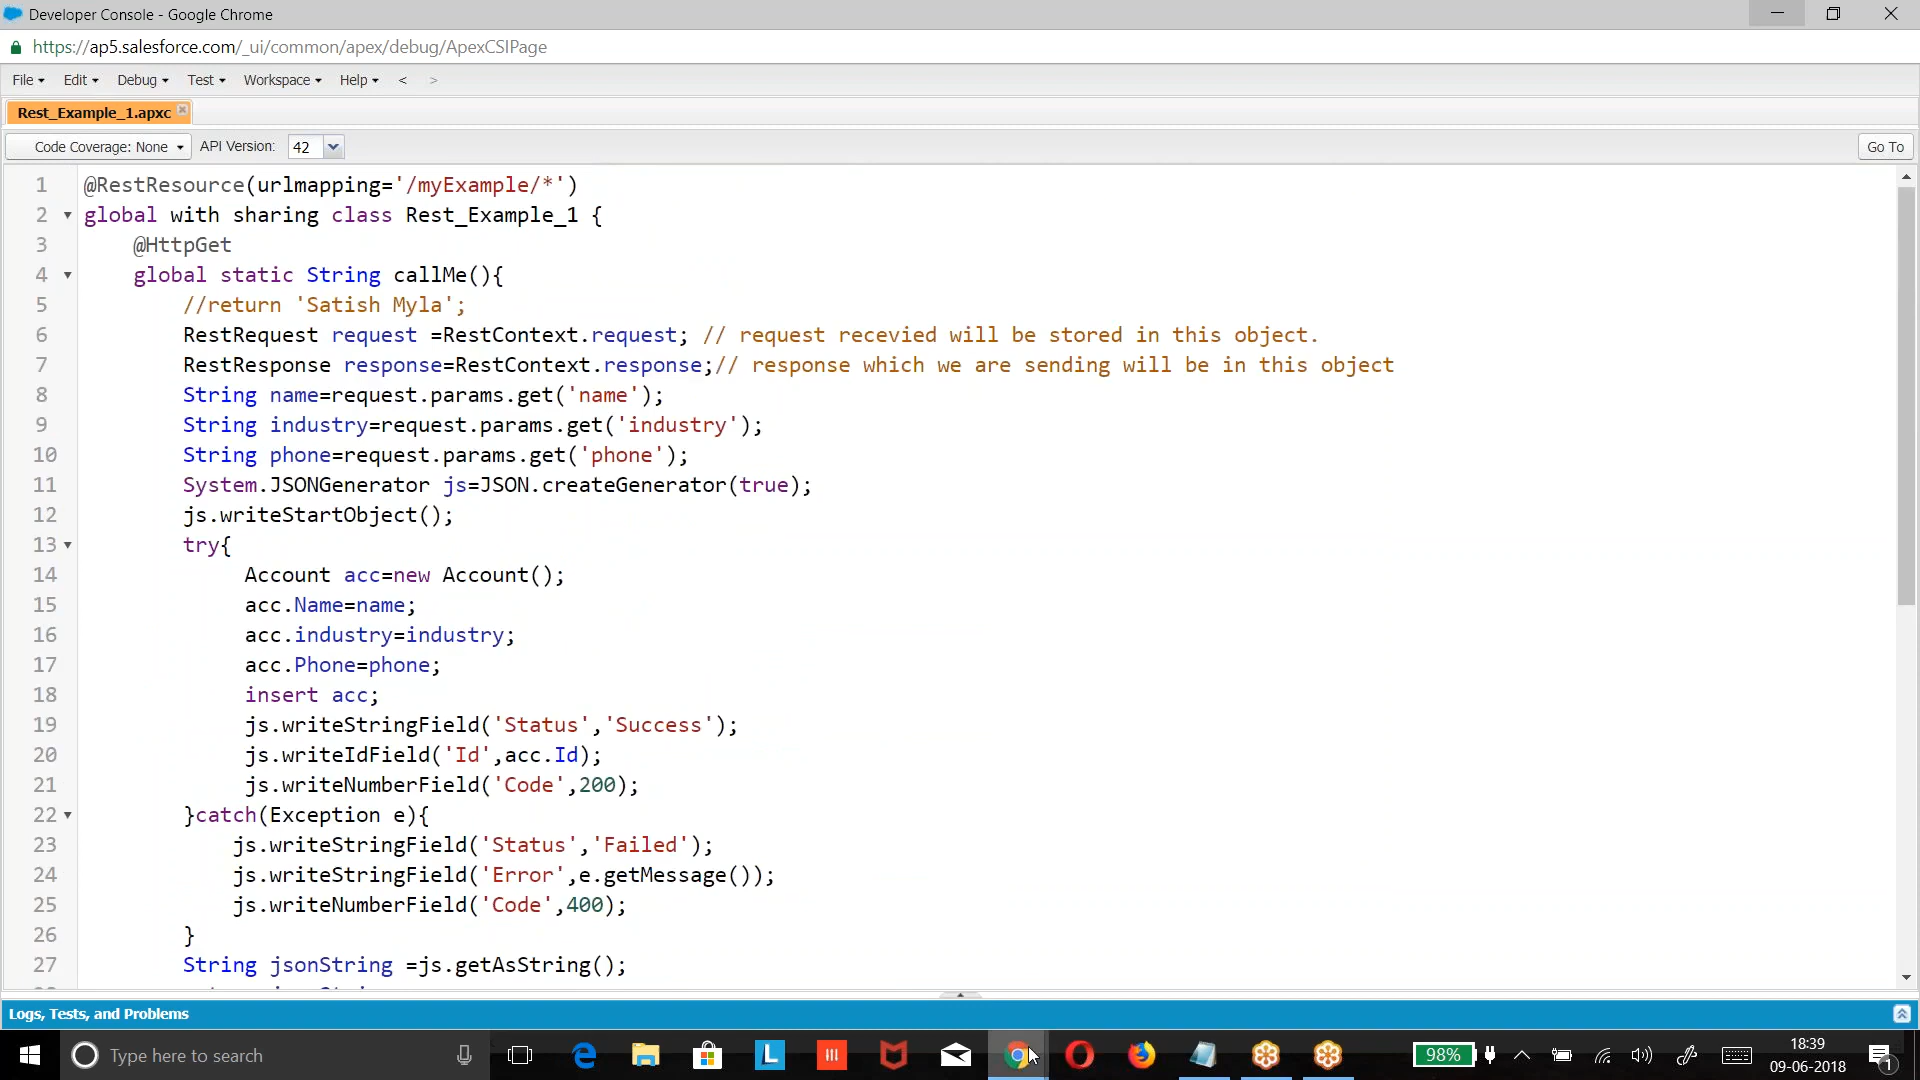 Developer Console - Google Chrome
https://ap5.salesforce.com/_ui/common/apex/debug/ApexCSIPage
File Edit Debug Test Workspace Help < >
Rest_Example_1.apxc
Code Coverage: None API Version: 42 Go To
1 @RestResource(urlmapping='/myExample/*')
2 global with sharing class Rest_Example_1 {
3 @HttpGet
4 global static String callMe(){
5 //return 'Satish Myla';
6 RestRequest request =RestContext.request; // request recevied will be stored in this object.
7 RestResponse response=RestContext.response;// response which we are sending will be in this object
8 String name=request.params.get('name');
9 String industry=request.params.get('industry');
10 String phone=request.params.get('phone');
11 System.JSONGenerator js=JSON.createGenerator(true);
12 js.writeStartObject();
13 try{
14 Account acc=new Account();
15 acc.Name=name;
16 acc.industry=industry;
17 acc.Phone=phone;
18 insert acc;
19 js.writeStringField('Status','Success');
20 js.writeIdField('Id',acc.Id);
21 js.writeNumberField('Code',200);
22 }catch(Exception e){
23 js.writeStringField('Status','Failed');
24 js.writeStringField('Error',e.getMessage());
25 js.writeNumberField('Code',400);
26 }
27 String jsonString =js.getAsString();
Logs, Tests, and Problems
Type here to search
98%
18:39
09-06-2018
1